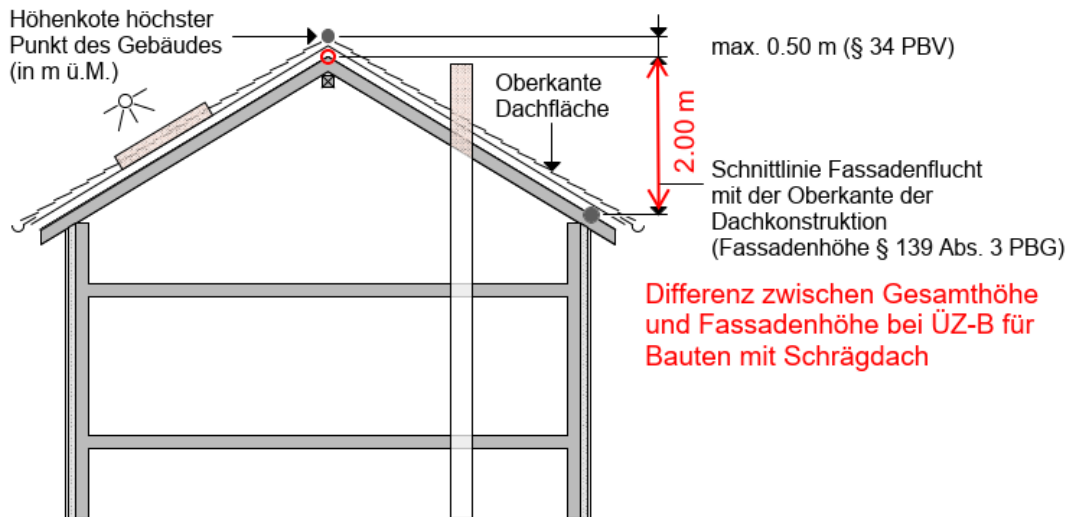 Höhenkote höchster
Punkt des Gebäudes
(in m ü.M.)
max. 0.50 m (§ 34 PBV)
Oberkante
Dachfläche
2.00 m
Schnittlinie Fassadenflucht
mit der Oberkante der
Dachkonstruktion
(Fassadenhöhe § 139 Abs. 3 PBG)
Differenz zwischen Gesamthöhe
und Fassadenhöhe bei ÜZ-B für
Bauten mit Schrägdach